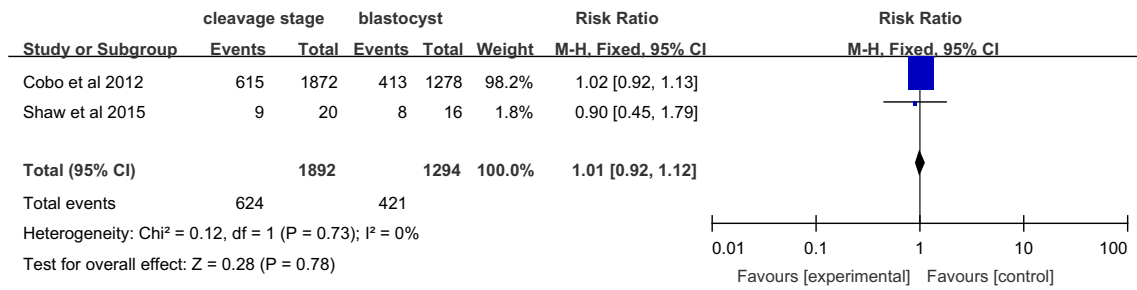 cleavage stage blastocyst Risk Ratio Risk Ratio
Study or Subgroup Events Total Events Total Weight M-H, Fixed, 95% CI M-H, Fixed, 95% CI
Cobo et al 2012 615 1872 413 1278 98.2% 1.02 [0.92, 1.13]
Shaw et al 2015 9 20 8 16 1.8% 0.90 [0.45, 1.79]
Total (95% CI) 1892 1294 100.0% 1.01 [0.92, 1.12]
Total events 624 421
Heterogeneity: Chi² = 0.12, df = 1 (P = 0.73); I² = 0%
Test for overall effect: Z = 0.28 (P = 0.78)
0.01 0.1 1 10 100
Favours [experimental] Favours [control]